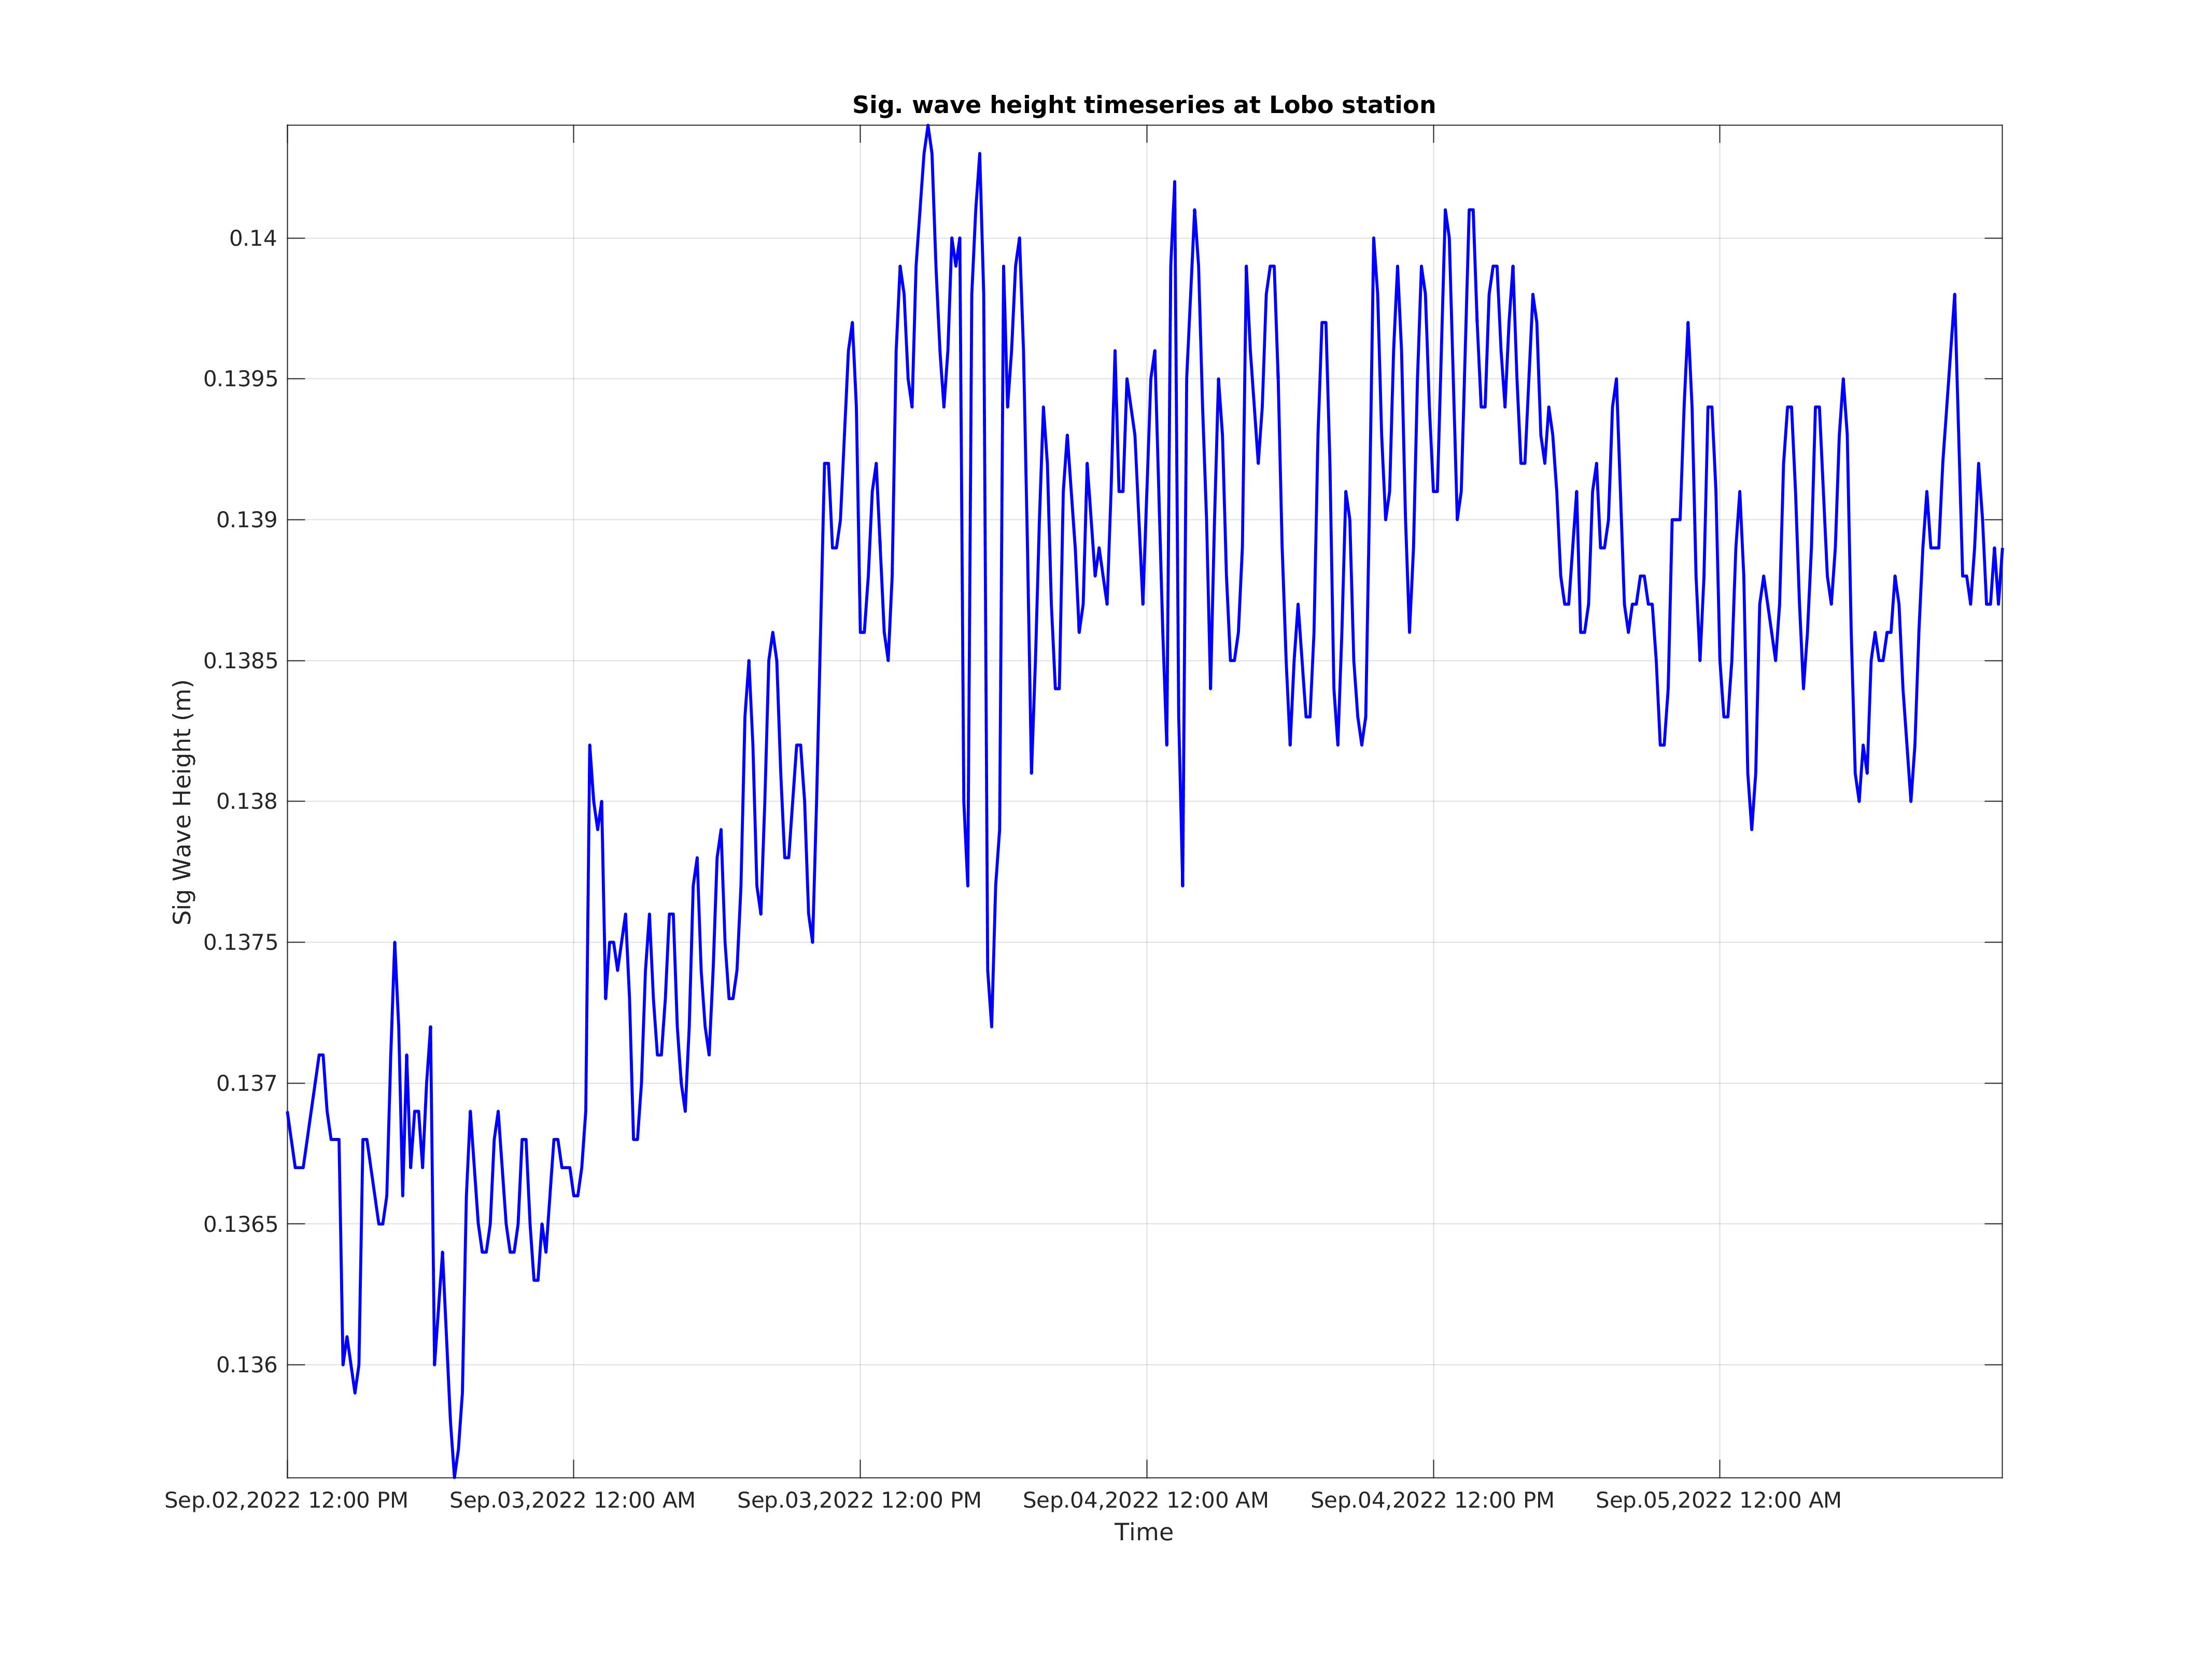 Sig. wave height timeseries at Lobo station
0.14
0.1395
0.139
0.1385
0.138
0.1375
0.137
0.1365
0.136
Sig Wave Height (m)
Sep.02,2022 12:00 PM
Sep.03,2022 12:00 AM
Sep.03,2022 12:00 PM
Sep.04,2022 12:00 AM
Sep.04,2022 12:00 PM
Sep.05,2022 12:00 AM
Time